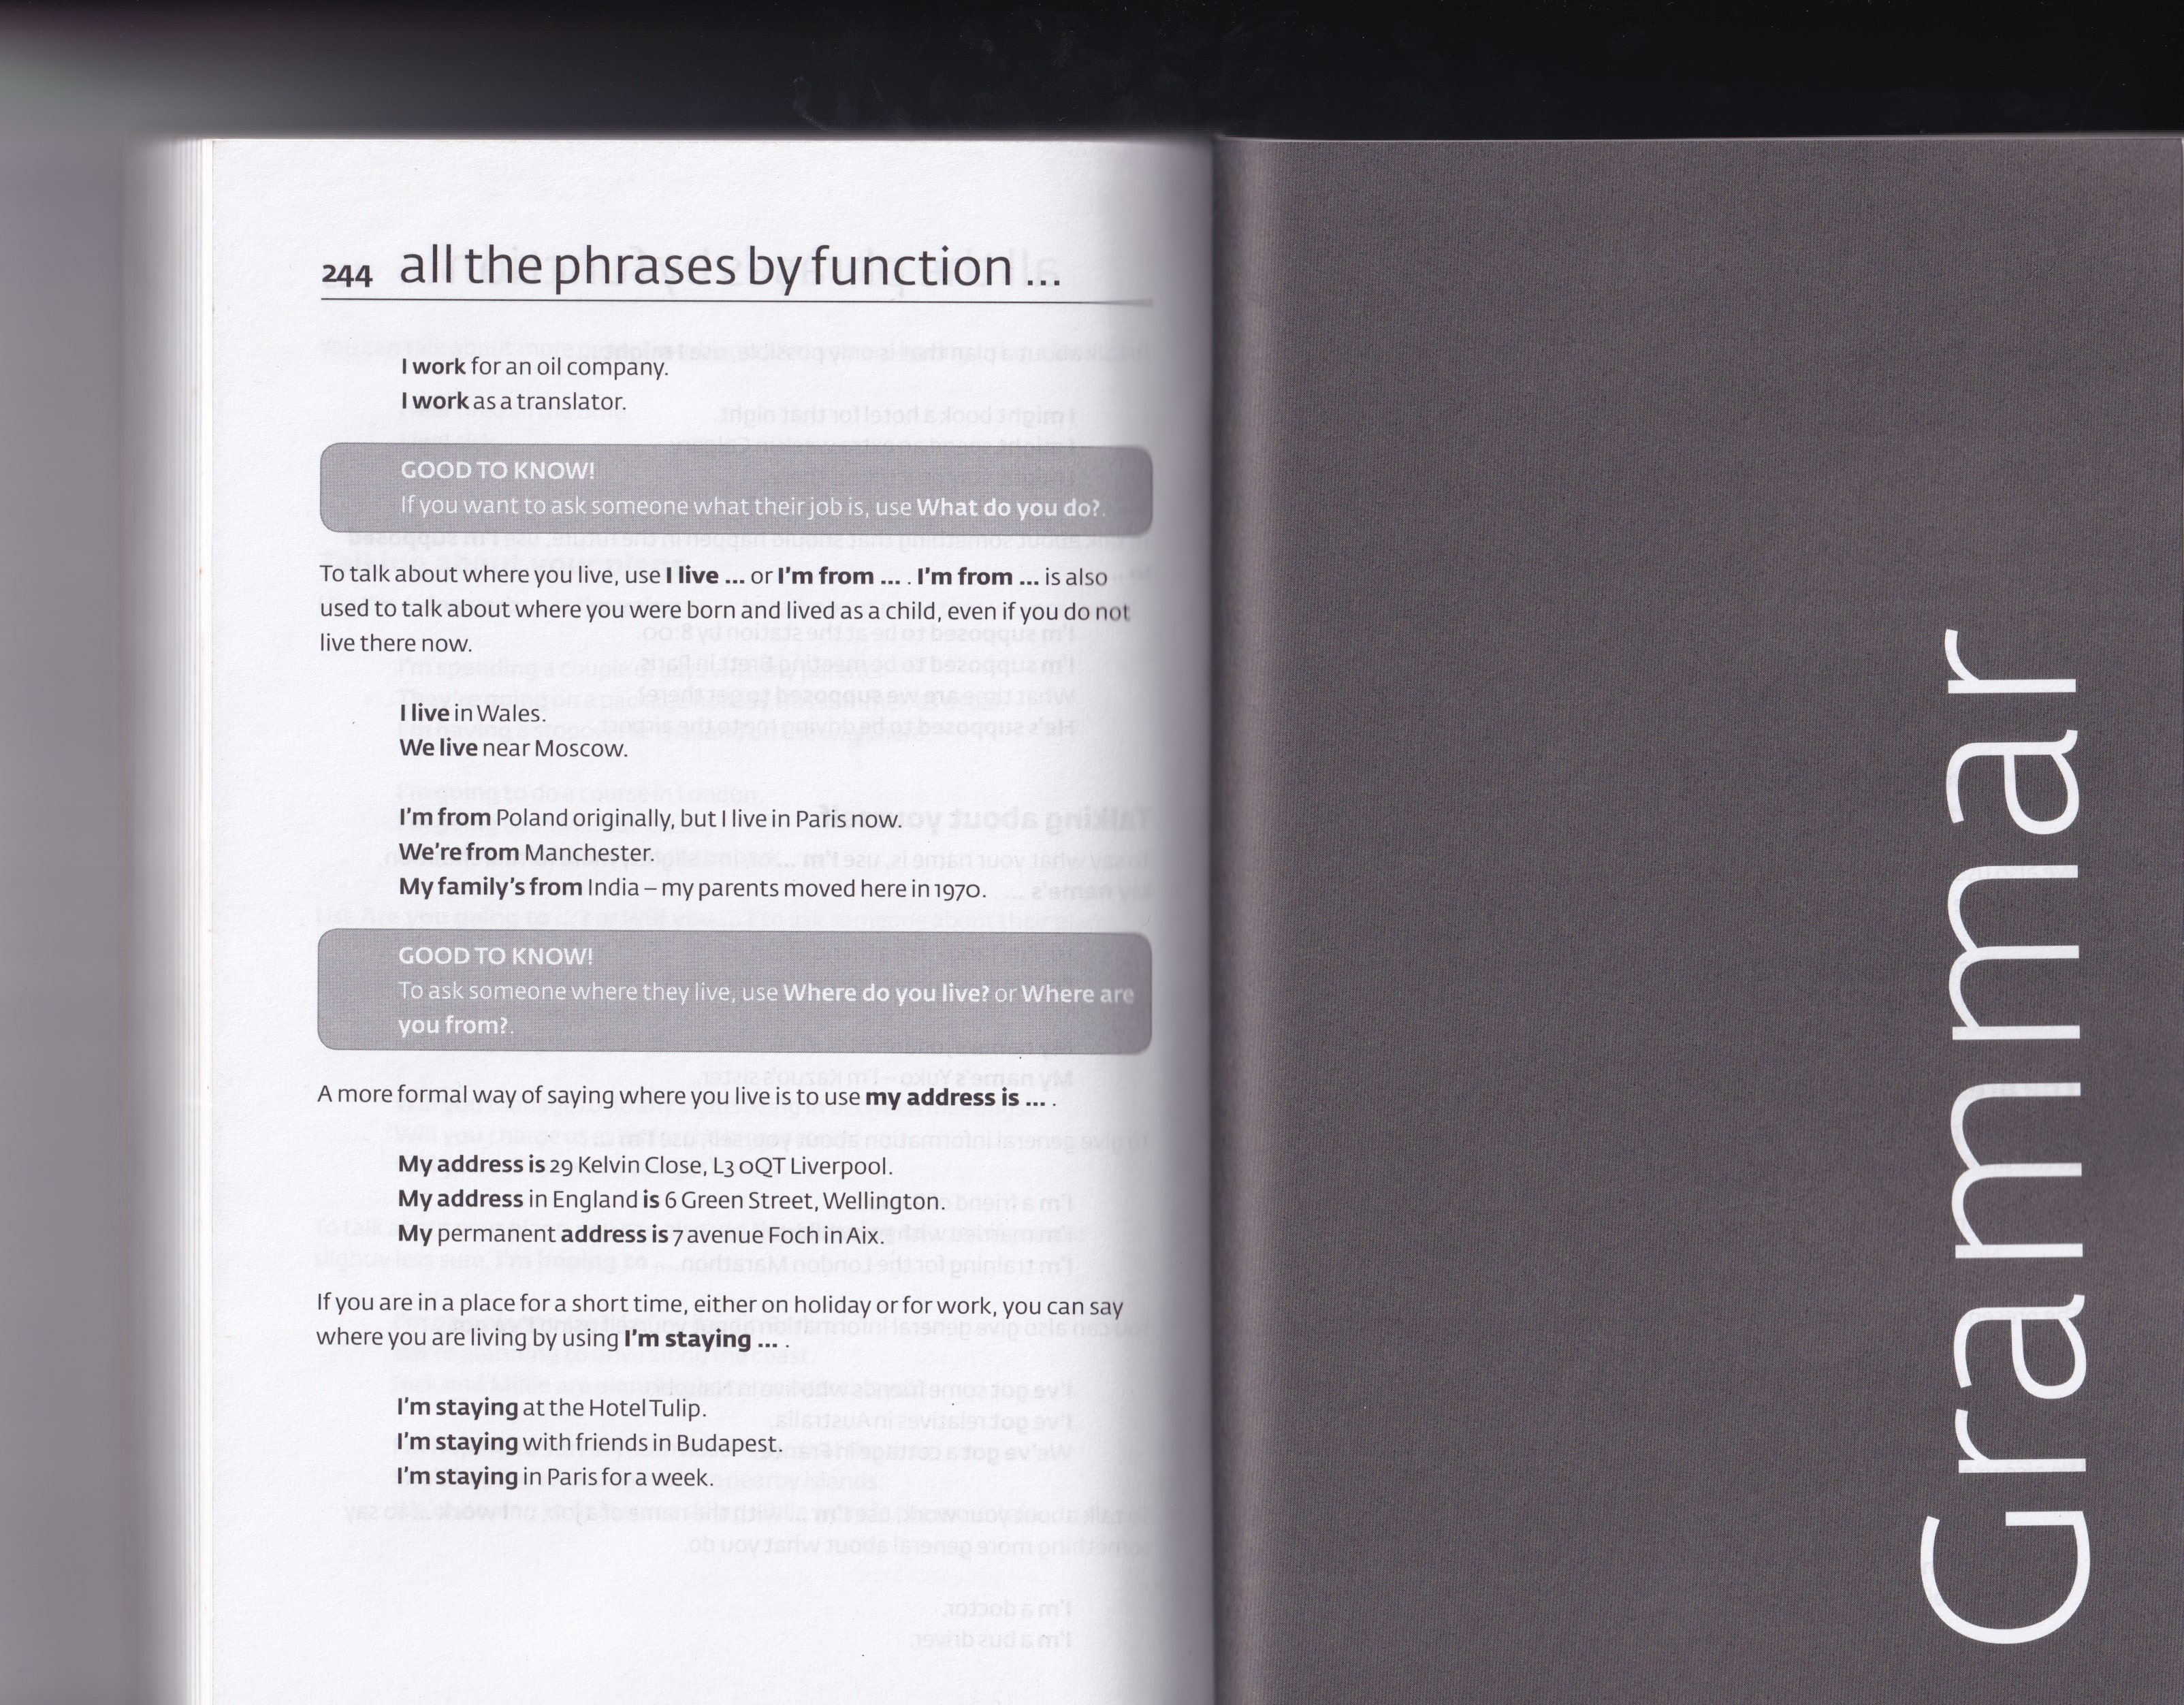 244 all the phrases by function ...
I work for an oil company.
I work as a translator.
GOOD TO KNOW!
If you want to ask someone what their job is, use What do you do?.
To talk about where you live, use I live ... or I'm from ... . I'm from ... is also
used to talk about where you were born and lived as a child, even if you do not
live there now.
I live in Wales.
We live near Moscow.
I'm from Poland originally, but I live in Paris now.
We're from Manchester.
My family's from India – my parents moved here in 1970.
GOOD TO KNOW!
To ask someone where they live, use Where do you live? or Where are
you from?.
A more formal way of saying where you live is to use my address is ... .
My address is 29 Kelvin Close, L3 0QT Liverpool.
My address in England is 6 Green Street, Wellington.
My permanent address is 7 avenue Foch in Aix.
If you are in a place for a short time, either on holiday or for work, you can say
where you are living by using I'm staying ... .
I'm staying at the Hotel Tulip.
I'm staying with friends in Budapest.
I'm staying in Paris for a week.
Grammar